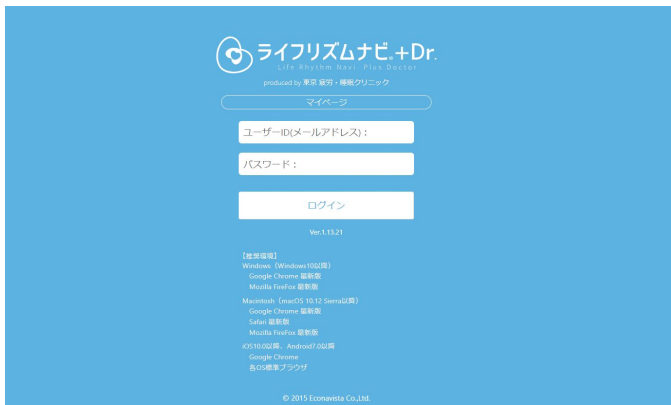 ライフリズムナビ®+Dr.
Life Rhythm Navi Plus Doctor
produced by 東京 疲労・睡眠クリニック
マイページ
ユーザーID(メールアドレス)：
パスワード：
ログイン
Ver.1.13.21
【推奨環境】
Windows（Windows10以降）
Google Chrome 最新版
Mozilla FireFox 最新版
Macintosh（macOS 10.12 Sierra以降）
Google Chrome 最新版
Safari 最新版
Mozilla FireFox 最新版
iOS10.0以降、Android7.0以降
Google Chrome
各OS標準ブラウザ
© 2015 Econavista Co.,Ltd.